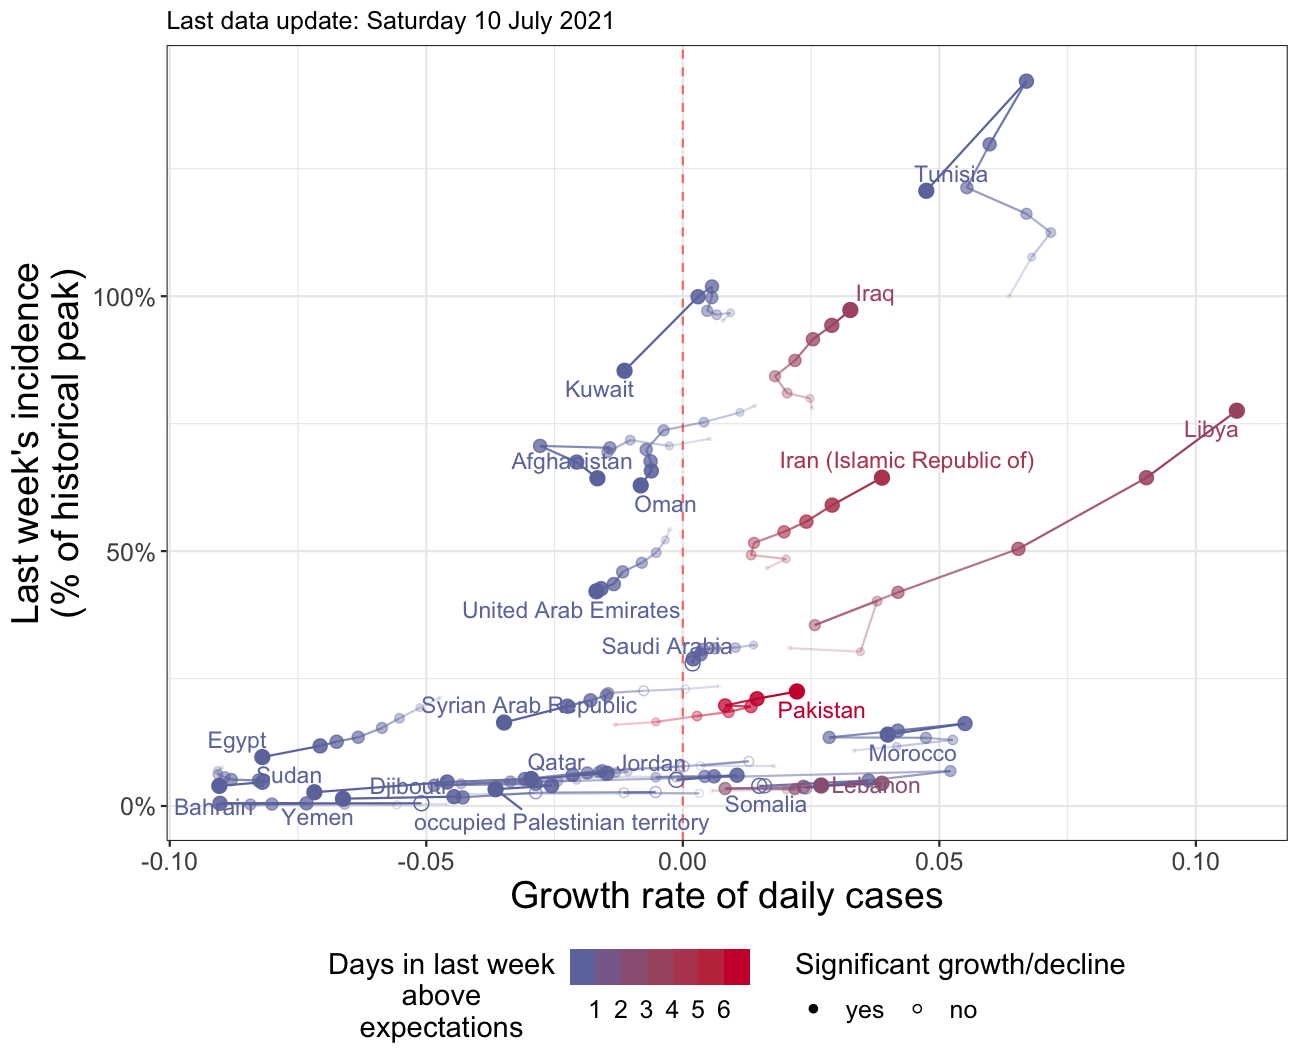 Last data update: Saturday 10 July 2021
Last week's incidence
(% of historical peak)
100%
50%
0%
Tunisia
Iraq
Kuwait
Libya
Afghanistan
Iran (Islamic Republic of)
Oman
United Arab Emirates
Saudi Arabia
Syrian Arab Republic
Pakistan
Egypt
Morocco
Qatar
Jordan
Sudan
Djibouti
Lebanon
Bahrain
Somalia
Yemen
occupied Palestinian territory
-0.10
-0.05
0.00
0.05
0.10
Growth rate of daily cases
Days in last week
above
expectations
1 2 3 4 5 6
Significant growth/decline
yes
no